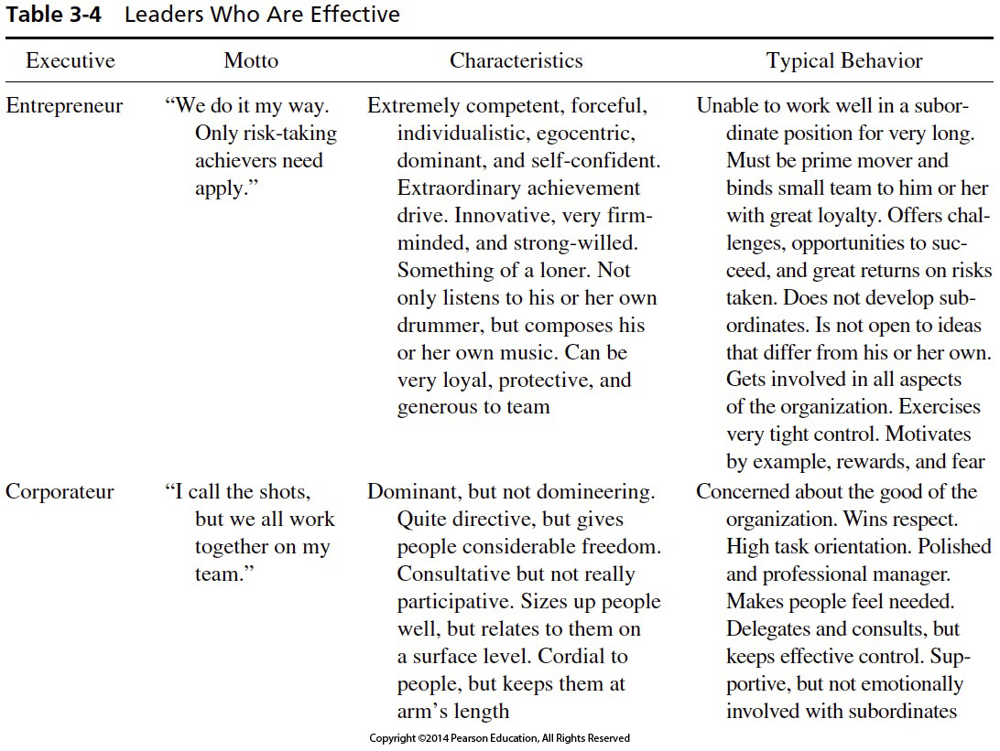 Table 3-4 Leaders Who Are Effective
Executive Motto Characteristics Typical Behavior
Entrepreneur
“We do it my way.
Only risk-taking
achievers need
apply.”
Extremely competent, forceful,
individualistic, egocentric,
dominant, and self-confident.
Extraordinary achievement
drive. Innovative, very firm-
minded, and strong-willed.
Something of a loner. Not
only listens to his or her own
drummer, but composes his
or her own music. Can be
very loyal, protective, and
generous to team
Unable to work well in a subor-
dinate position for very long.
Must be prime mover and
binds small team to him or her
with great loyalty. Offers chal-
lenges, opportunities to suc-
ceed, and great returns on risks
taken. Does not develop sub-
ordinates. Is not open to ideas
that differ from his or her own.
Gets involved in all aspects
of the organization. Exercises
very tight control. Motivates
by example, rewards, and fear
Corporateur
“I call the shots,
but we all work
together on my
team.”
Dominant, but not domineering.
Quite directive, but gives
people considerable freedom.
Consultative but not really
participative. Sizes up people
well, but relates to them on
a surface level. Cordial to
people, but keeps them at
arm’s length
Concerned about the good of the
organization. Wins respect.
High task orientation. Polished
and professional manager.
Makes people feel needed.
Delegates and consults, but
keeps effective control. Sup-
portive, but not emotionally
involved with subordinates
Copyright ©2014 Pearson Education, All Rights Reserved